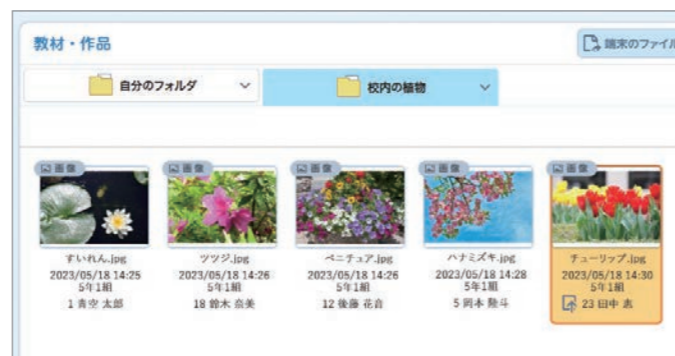 教材・作品
端末のファイル
自分のフォルダ
校内の植物
画像 画像 画像 画像 画像
すいれん.jpg ツツジ.jpg ペニチュア.jpg ハナミズキ.jpg チューリップ.jpg
2023/05/18 14:25 2023/05/18 14:26 2023/05/18 14:26 2023/05/18 14:28 2023/05/18 14:30
5年1組 5年1組 5年1組 5年1組 5年1組
1 青空 太郎 18 鈴木 奈美 12 後藤 花音 5 岡本 陸斗 23 田中 恵